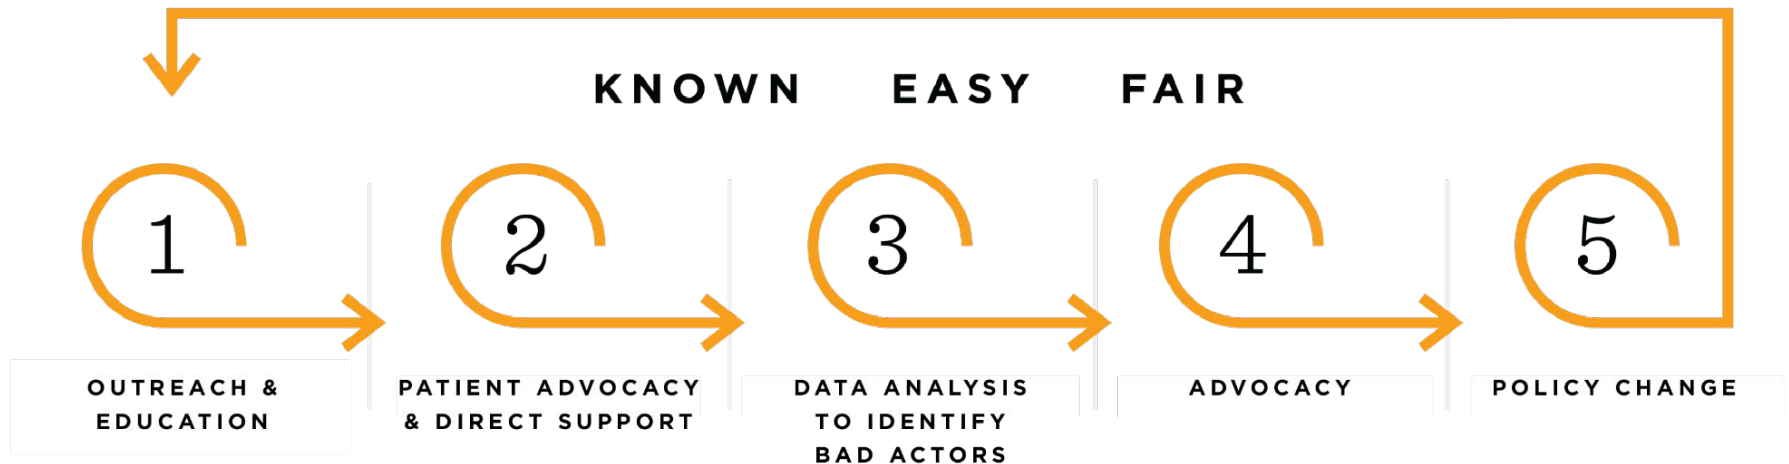 KNOWN EASY FAIR
1 2 3 4 5
OUTREACH &
EDUCATION
PATIENT ADVOCACY
& DIRECT SUPPORT
DATA ANALYSIS
TO IDENTIFY
BAD ACTORS
ADVOCACY
POLICY CHANGE